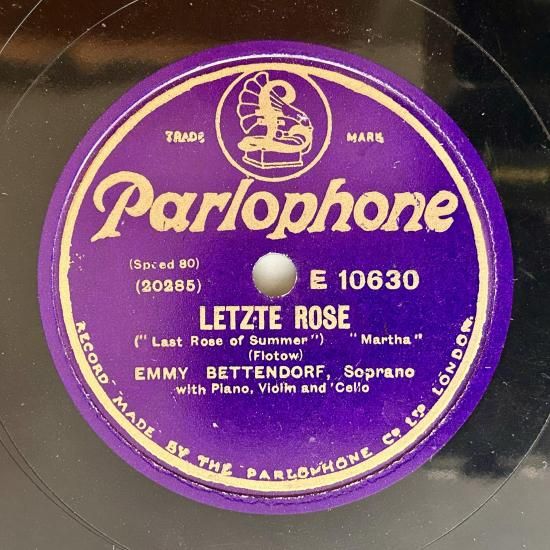 TRADE MARK
Parlophone
(Speed 80)
(20285)
E 10630
LETZTE ROSE
("Last Rose of Summer") "Martha"
(Flotow)
EMMY BETTENDORF, Soprano
with Piano, Violin and 'Cello
RECORD MADE BY THE PARLOPHONE Co LTD LONDON.